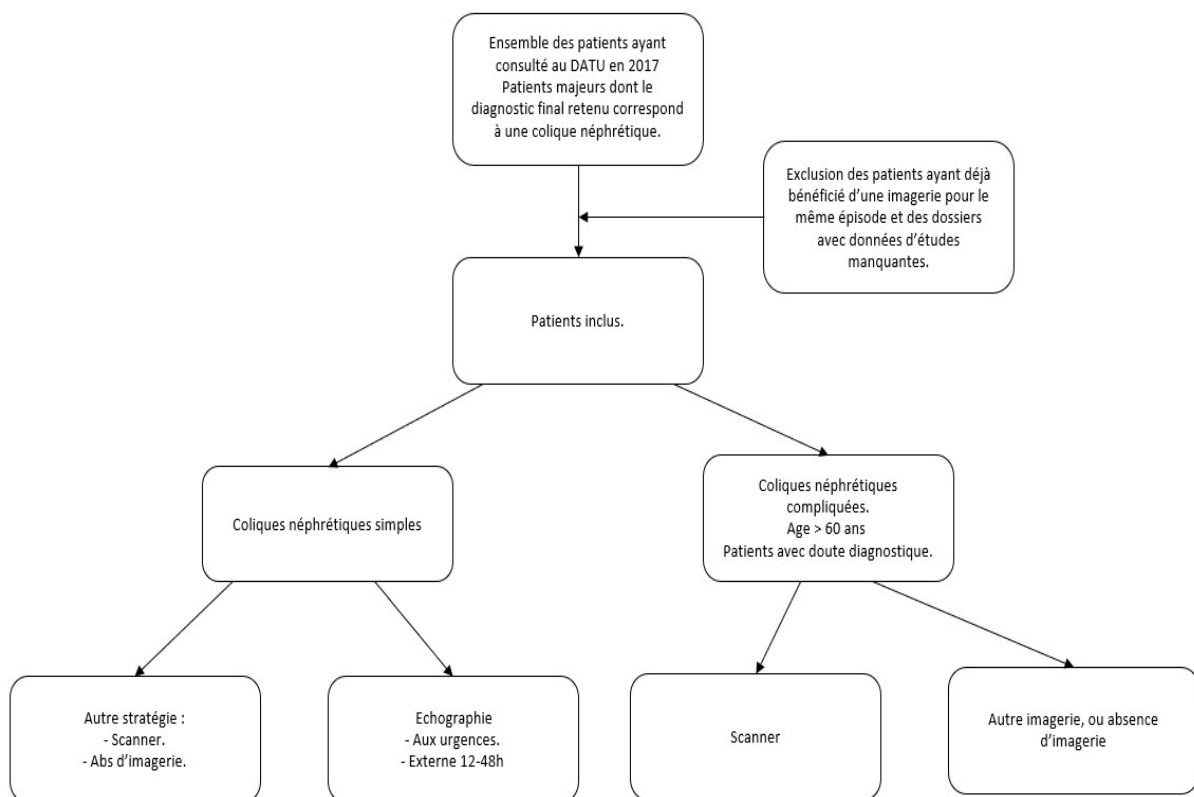 Ensemble des patients ayant
consulté au DATU en 2017
Patients majeurs dont le
diagnostic final retenu correspond
à une colique néphrétique.
Exclusion des patients ayant déjà
bénéficié d’une imagerie pour le
même épisode et des dossiers
avec données d’études
manquantes.
Patients inclus.
Coliques néphrétiques simples
Coliques néphrétiques
compliquées.
Age > 60 ans
Patients avec doute diagnostique.
Autre stratégie :
- Scanner.
- Abs d’imagerie.
Echographie
- Aux urgences.
- Externe 12-48h
Scanner
Autre imagerie, ou absence
d’imagerie